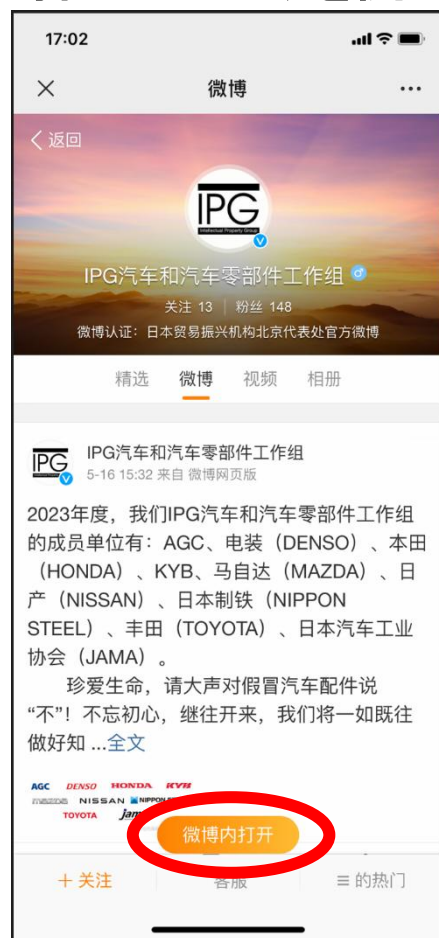 17:02
微博
返回
IPG
Intellectual Property Group
IPG汽车和汽车零部件工作组
关注 13 | 粉丝 148
微博认证：日本贸易振兴机构北京代表处官方微博
精选 微博 视频 相册
IPG
IPG汽车和汽车零部件工作组
5-16 15:32 来自 微博网页版
2023年度，我们IPG汽车和汽车零部件工作组
的成员单位有：AGC、电装（DENSO）、本田
（HONDA）、KYB、马自达（MAZDA）、日
产（NISSAN）、日本制铁（NIPPON
STEEL）、丰田（TOYOTA）、日本汽车工业
协会（JAMA）。
珍爱生命，请大声对假冒汽车配件说
“不”！不忘初心，继往开来，我们将一如既往
做好知 ...全文
AGC DENSO HONDA KYB
mazda NISSAN NIPPON
TOYOTA
微博内打开
＋关注 客服 的热门